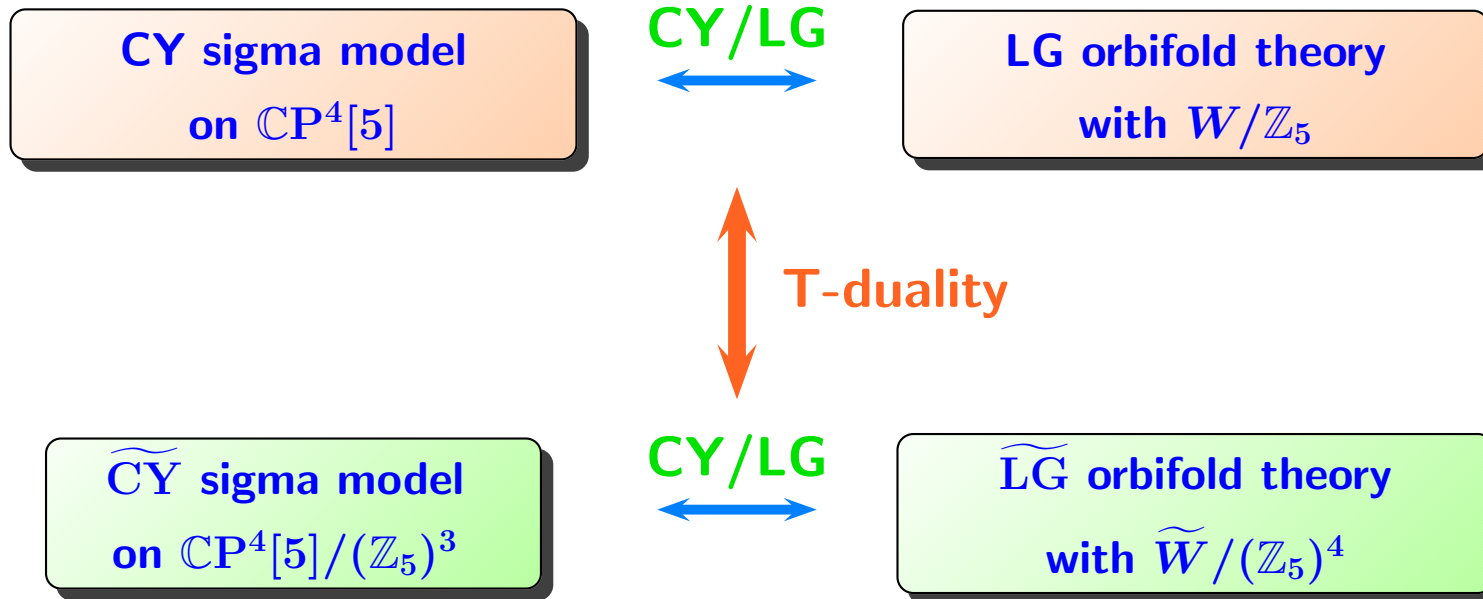 CY sigma model
on ℂP⁴[5]
CY/LG
LG orbifold theory
with W/ℤ₅
T-duality
C͠Y sigma model
on ℂP⁴[5]/(ℤ₅)³
CY/LG
L͠G orbifold theory
with W̃/(ℤ₅)⁴